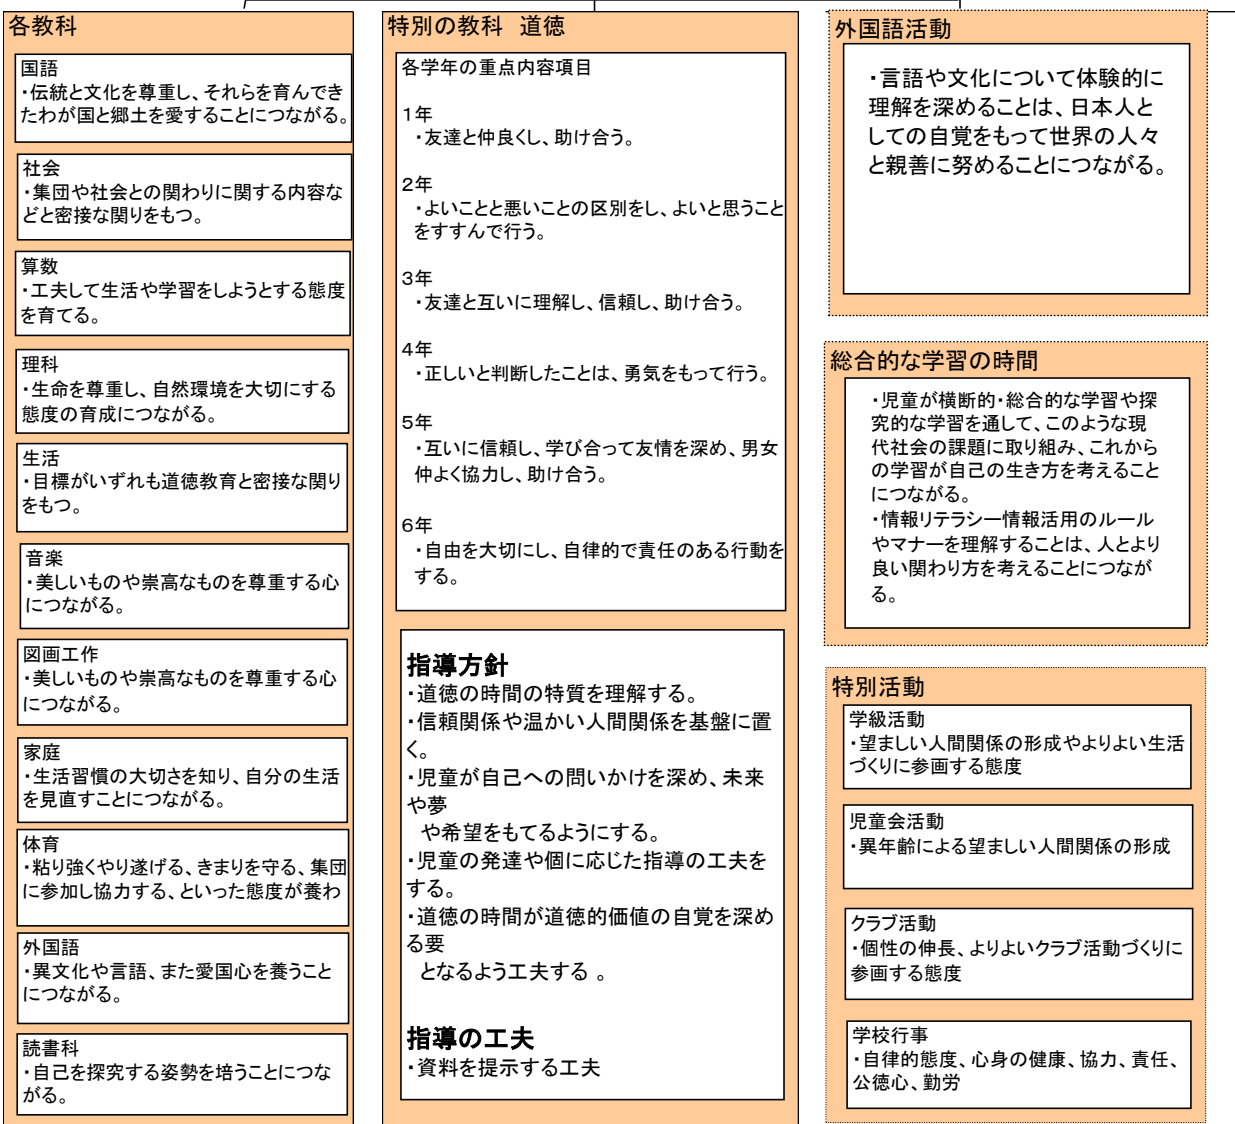 各教科
国語
・伝統と文化を尊重し、それらを育んでき
たわが国と郷土を愛することにつながる。
社会
・集団や社会との関わりに関する内容な
どと密接な関りをもつ。
算数
・工夫して生活や学習をしようとする態度
を育てる。
理科
・生命を尊重し、自然環境を大切にする
態度の育成につながる。
生活
・目標がいずれも道徳教育と密接な関り
をもつ。
音楽
・美しいものや崇高なものを尊重する心
につながる。
図画工作
・美しいものや崇高なものを尊重する心
につながる。
家庭
・生活習慣の大切さを知り、自分の生活
を見直すことにつながる。
体育
・粘り強くやり遂げる、きまりを守る、集団
に参加し協力する、といった態度が養わ
外国語
・異文化や言語、また愛国心を養うこと
につながる。
読書科
・自己を探究する姿勢を培うことにつな
がる。
特別の教科　道徳
各学年の重点内容項目
1年
・友達と仲良くし、助け合う。
2年
・よいことと悪いことの区別をし、よいと思うこと
をすすんで行う。
3年
・友達と互いに理解し、信頼し、助け合う。
4年
・正しいと判断したことは、勇気をもって行う。
5年
・互いに信頼し、学び合って友情を深め、男女
仲よく協力し、助け合う。
6年
・自由を大切にし、自律的で責任のある行動を
する。
指導方針
・道徳の時間の特質を理解する。
・信頼関係や温かい人間関係を基盤に置
く。
・児童が自己への問いかけを深め、未来
や夢
や希望をもてるようにする。
・児童の発達や個に応じた指導の工夫を
する。
・道徳の時間が道徳的価値の自覚を深め
る要
となるよう工夫する 。
指導の工夫
・資料を提示する工夫
外国語活動
・言語や文化について体験的に
理解を深めることは、日本人と
しての自覚をもって世界の人々
と親善に努めることにつながる。
総合的な学習の時間
・児童が横断的・総合的な学習や探
究的な学習を通して、このような現
代社会の課題に取り組み、これから
の学習が自己の生き方を考えること
につながる。
・情報リテラシー情報活用のルール
やマナーを理解することは、人とより
良い関わり方を考えることにつなが
る。
特別活動
学級活動
・望ましい人間関係の形成やよりよい生活
づくりに参画する態度
児童会活動
・異年齢による望ましい人間関係の形成
クラブ活動
・個性の伸長、よりよいクラブ活動づくりに
参画する態度
学校行事
・自律的態度、心身の健康、協力、責任、
公徳心、勤労